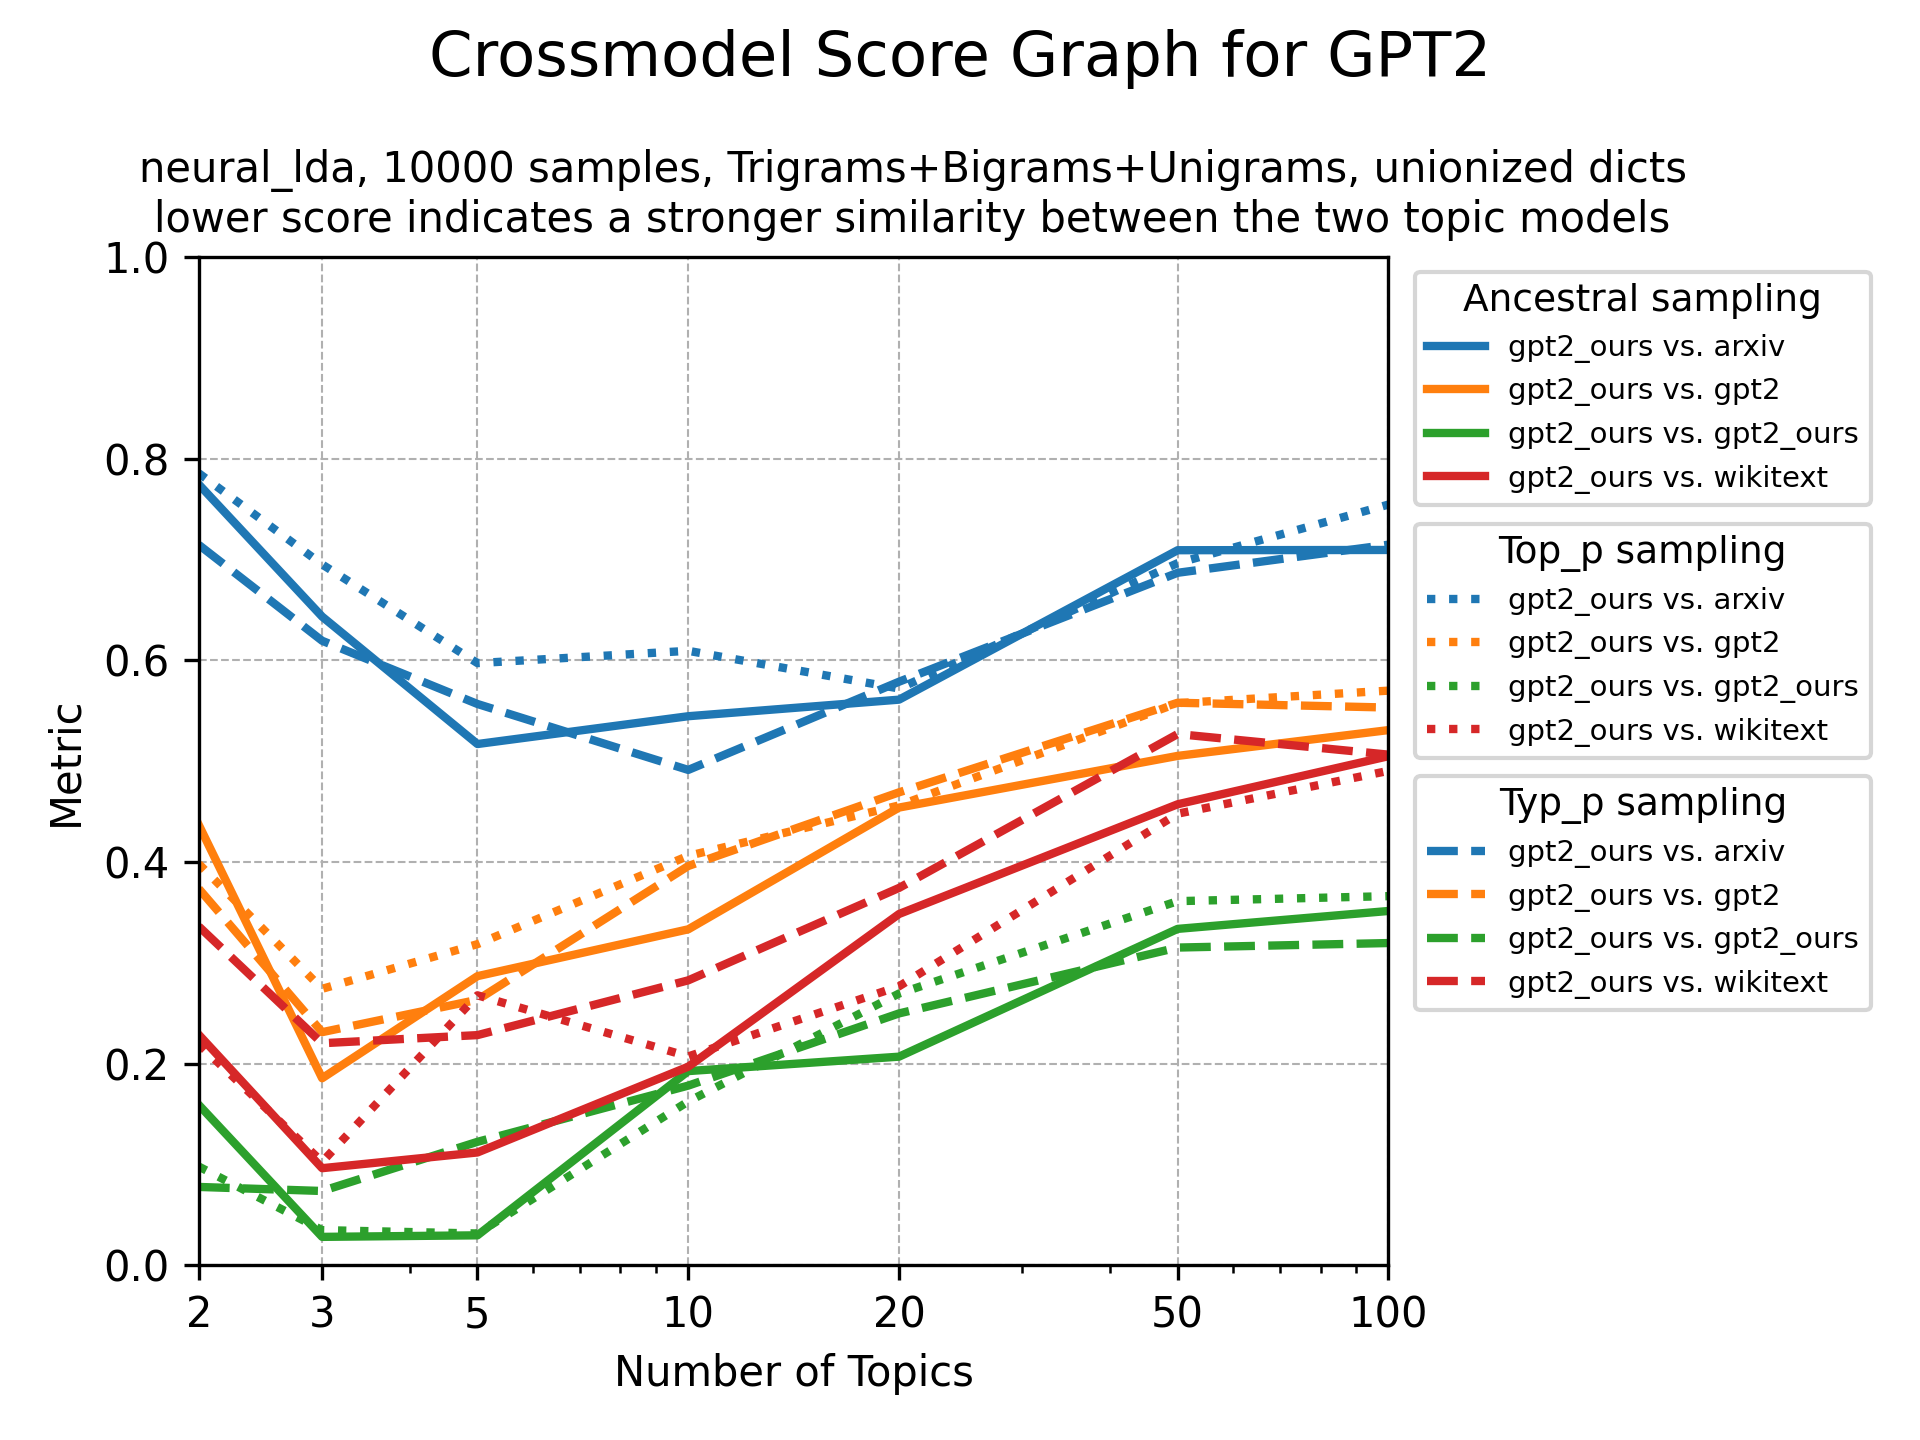 Crossmodel Score Graph for GPT2
neural_lda, 10000 samples, Trigrams+Bigrams+Unigrams, unionized dicts
lower score indicates a stronger similarity between the two topic models
1.0
0.8
0.6
0.4
0.2
0.0
Metric
2 3 5 10 20 50 100
Number of Topics
Ancestral sampling
gpt2_ours vs. arxiv
gpt2_ours vs. gpt2
gpt2_ours vs. gpt2_ours
gpt2_ours vs. wikitext
Top_p sampling
gpt2_ours vs. arxiv
gpt2_ours vs. gpt2
gpt2_ours vs. gpt2_ours
gpt2_ours vs. wikitext
Typ_p sampling
gpt2_ours vs. arxiv
gpt2_ours vs. gpt2
gpt2_ours vs. gpt2_ours
gpt2_ours vs. wikitext